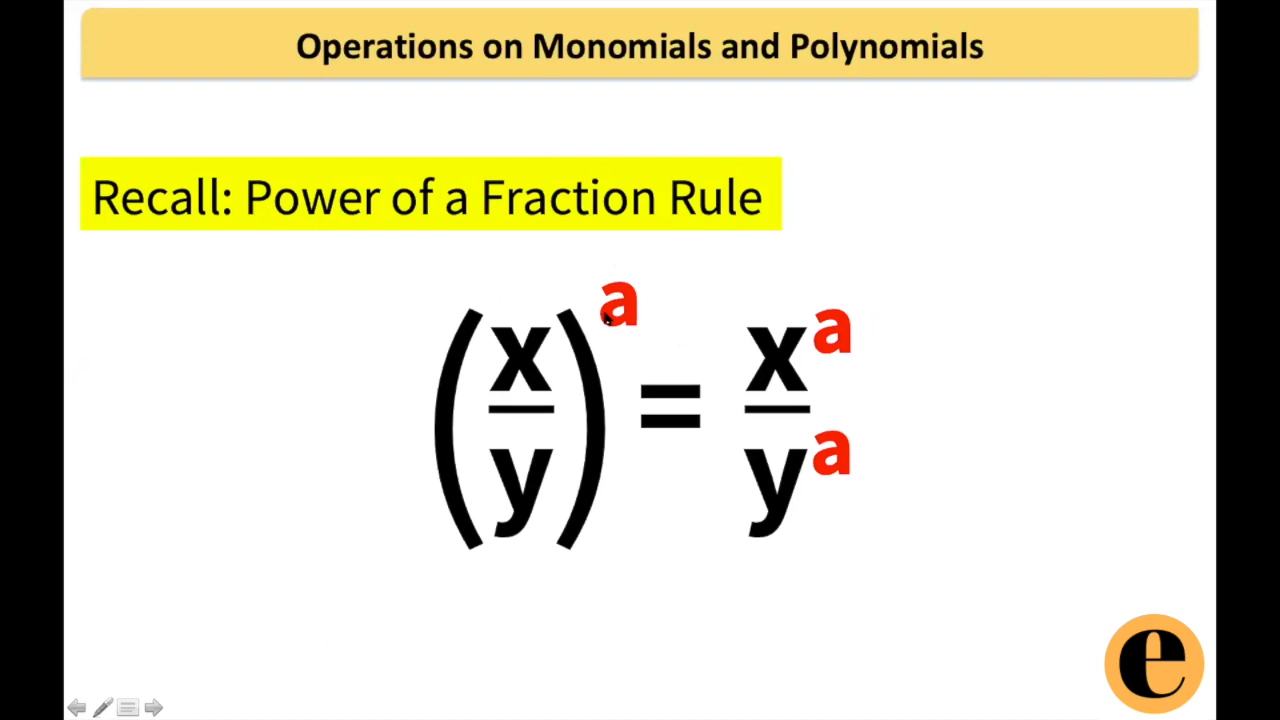 Operations on Monomials and Polynomials
Recall: Power of a Fraction Rule
(x/y)^a = x^a/y^a
e